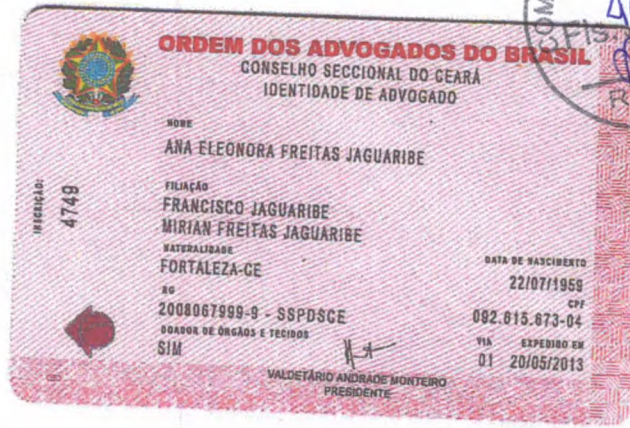 ORDEM DOS ADVOGADOS DO BRASIL
CONSELHO SECCIONAL DO CEARÁ
IDENTIDADE DE ADVOGADO
NOME
ANA ELEONORA FREITAS JAGUARIBE
INSCRIÇÃO:
4749
FILIAÇÃO
FRANCISCO JAGUARIBE
MIRIAN FREITAS JAGUARIBE
NATURALIDADE
FORTALEZA-CE
DATA DE NASCIMENTO
22/07/1959
RG
2008067999-9 - SSPDSCE
CPF
092.615.673-04
DOADOR DE ÓRGÃOS E TECIDOS
SIM
VIA EXPEDIDO EM
01 20/05/2013
VALDETÁRIO ANDRADE MONTEIRO
PRESIDENTE